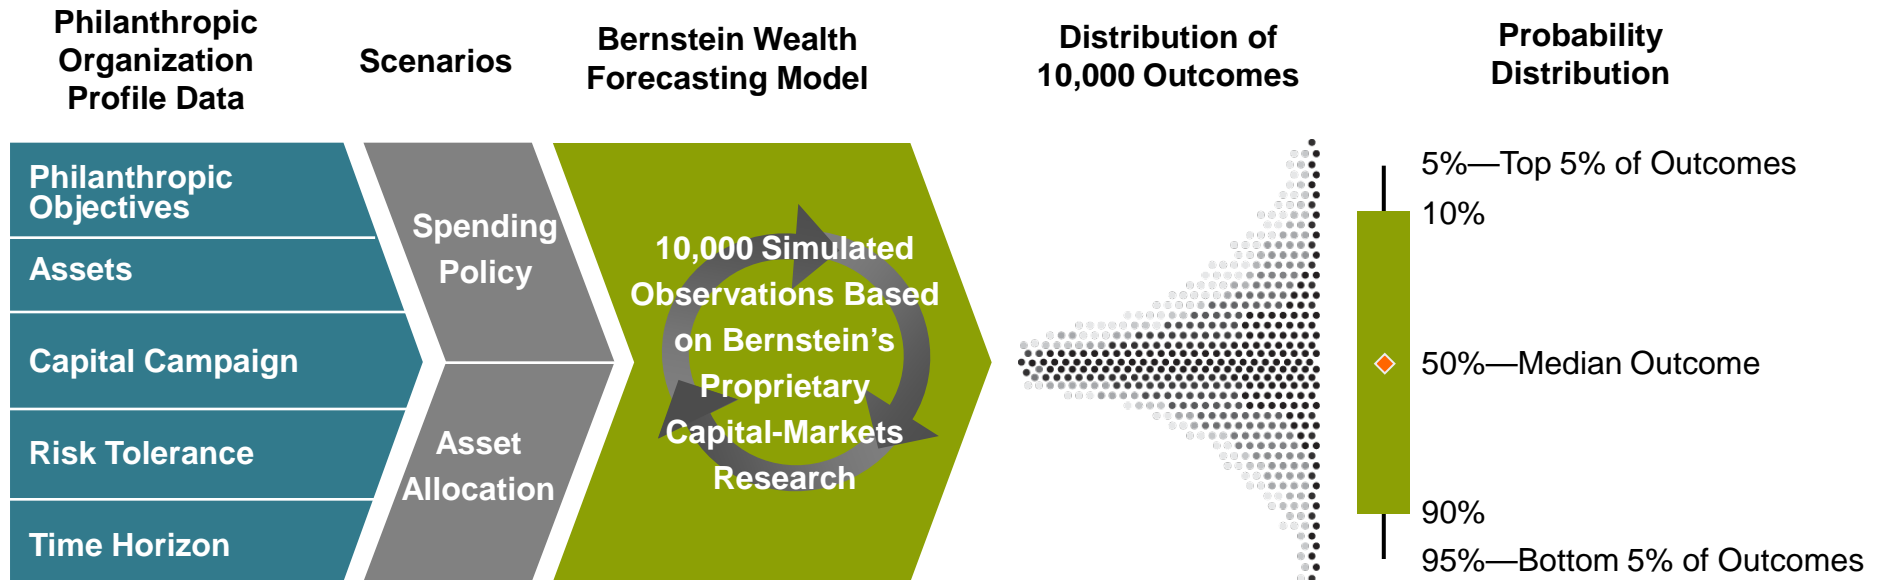 Philanthropic
Organization
Profile Data
Scenarios
Bernstein Wealth
Forecasting Model
Distribution of
10,000 Outcomes
Probability
Distribution
Philanthropic
Objectives
Assets
Capital Campaign
Risk Tolerance
Time Horizon
Spending
Policy
Asset
Allocation
10,000 Simulated
Observations Based
on Bernstein’s
Proprietary
Capital-Markets
Research
5%—Top 5% of Outcomes
10%
50%—Median Outcome
90%
95%—Bottom 5% of Outcomes